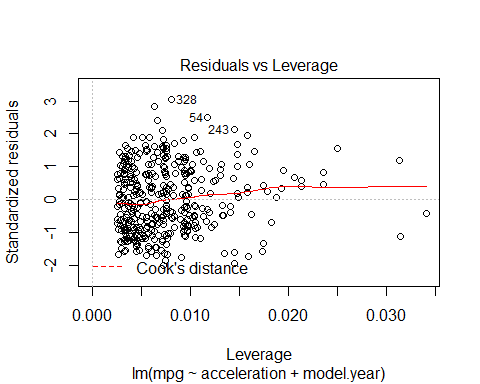 Residuals vs Leverage
Standardized residuals
3
2
1
0
-1
-2
328
54
243
Cook's distance
0.000
0.010
0.020
0.030
Leverage
lm(mpg ~ acceleration + model.year)